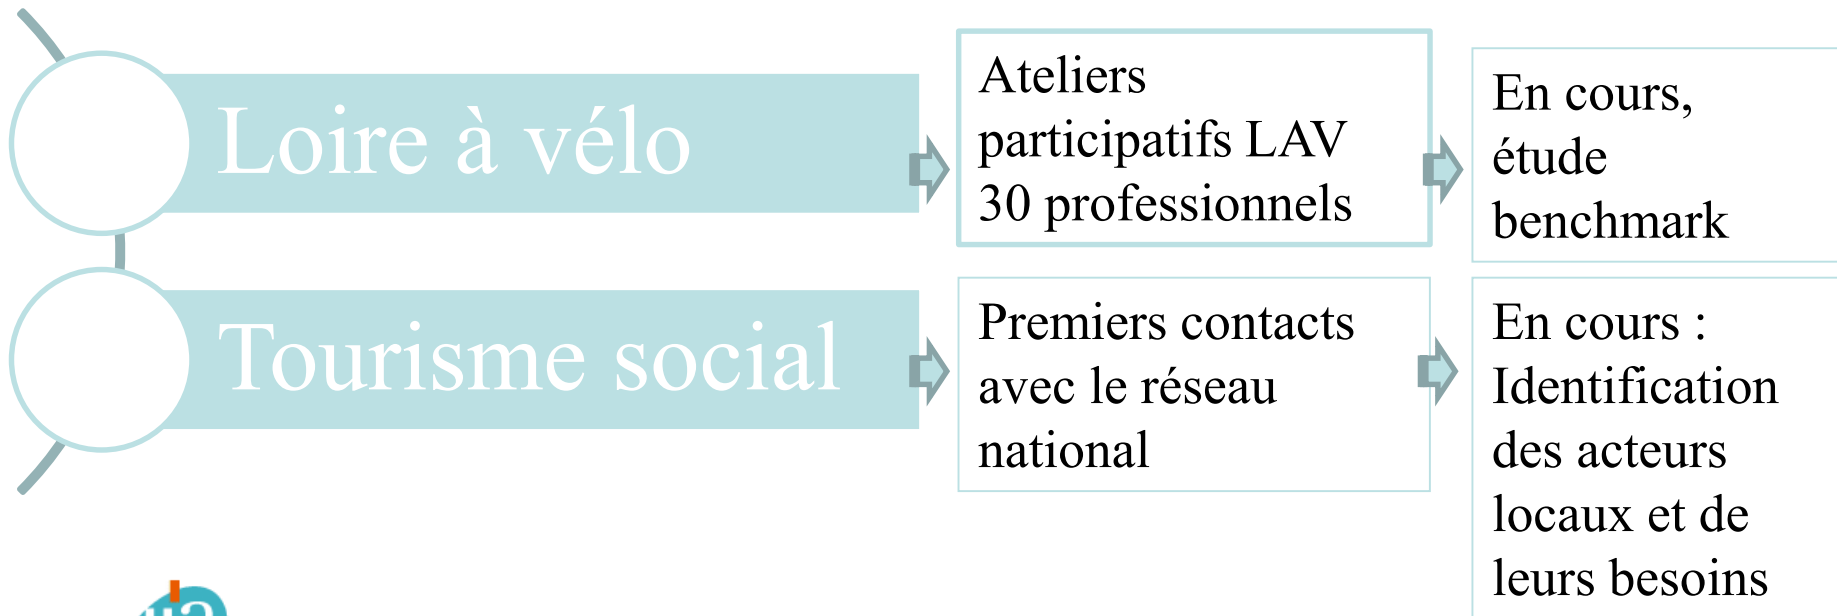 Loire à vélo
Ateliers
participatifs LAV
30 professionnels
En cours,
étude
benchmark
Tourisme social
Premiers contacts
avec le réseau
national
En cours :
Identification
des acteurs
locaux et de
leurs besoins